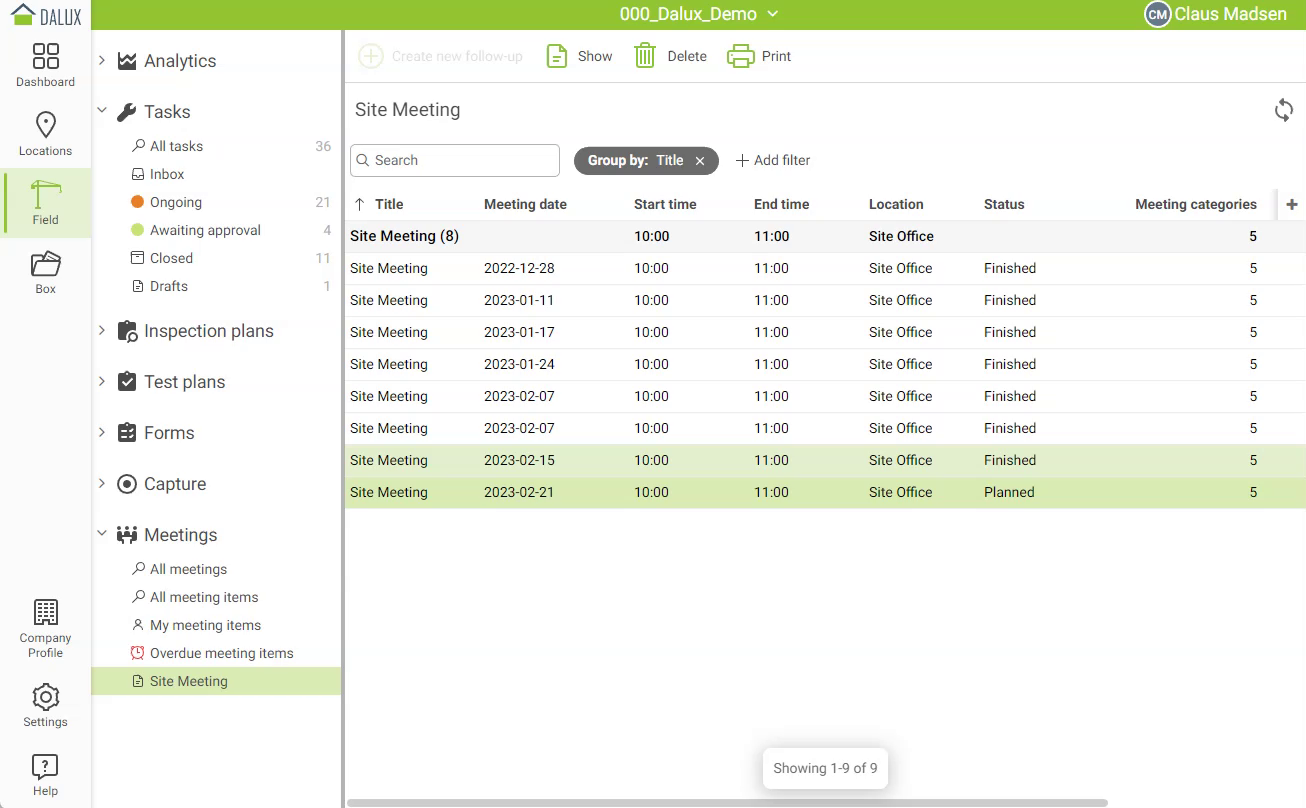 DALUX
000_Dalux_Demo
CM Claus Madsen
Dashboard
Locations
Field
Box
Company
Profile
Settings
Help
Analytics
Tasks
All tasks 36
Inbox
Ongoing 21
Awaiting approval 4
Closed 11
Drafts 1
Inspection plans
Test plans
Forms
Capture
Meetings
All meetings
All meeting items
My meeting items
Overdue meeting items
Site Meeting
Create new follow-up Show Delete Print
Site Meeting
Search Group by: Title × + Add filter
↑ Title Meeting date Start time End time Location Status Meeting categories +
Site Meeting (8) 10:00 11:00 Site Office 5
Site Meeting 2022-12-28 10:00 11:00 Site Office Finished 5
Site Meeting 2023-01-11 10:00 11:00 Site Office Finished 5
Site Meeting 2023-01-17 10:00 11:00 Site Office Finished 5
Site Meeting 2023-01-24 10:00 11:00 Site Office Finished 5
Site Meeting 2023-02-07 10:00 11:00 Site Office Finished 5
Site Meeting 2023-02-07 10:00 11:00 Site Office Finished 5
Site Meeting 2023-02-15 10:00 11:00 Site Office Finished 5
Site Meeting 2023-02-21 10:00 11:00 Site Office Planned 5
Showing 1-9 of 9